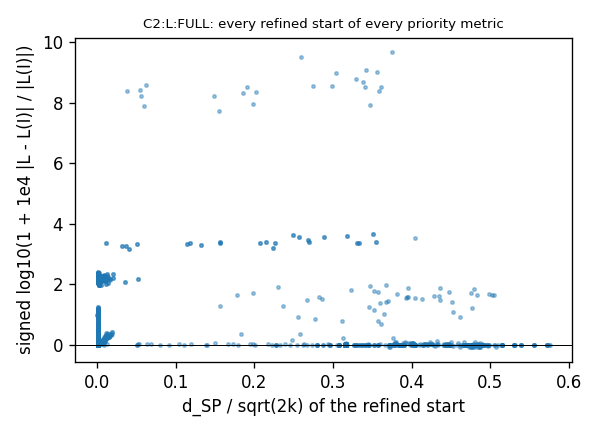 C2:L:FULL: every refined start of every priority metric
signed log10(1 + 1e4 |L - L(I)| / |L(I)|)
10
8
6
4
2
0
0.0 0.1 0.2 0.3 0.4 0.5 0.6
d_SP / sqrt(2k) of the refined start